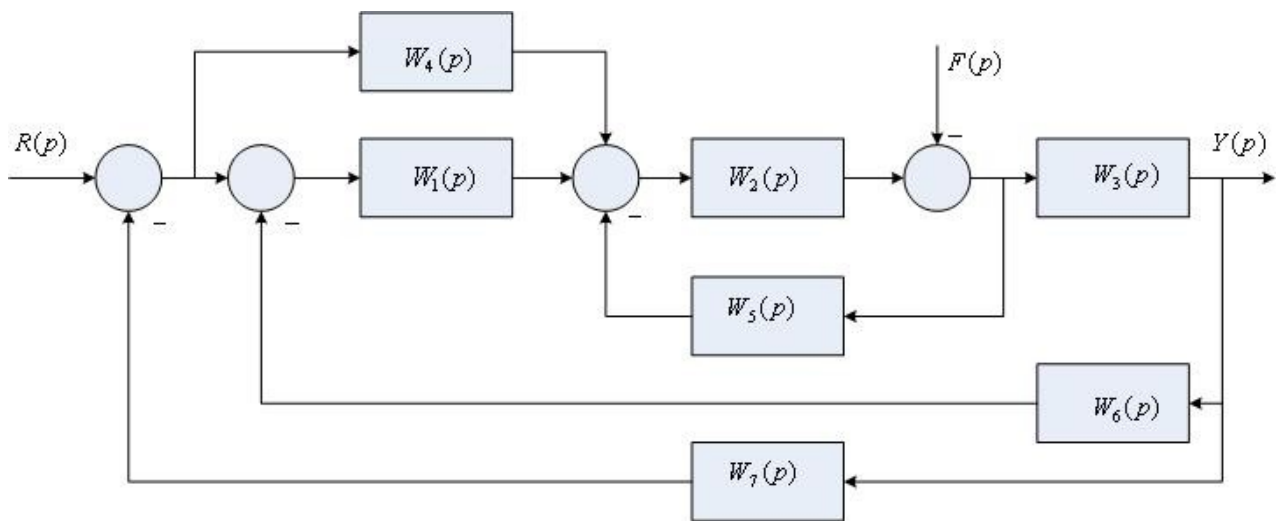 W₄(p)
F(p)
R(p)
Y(p)
W₁(p)
W₂(p)
W₃(p)
–
–
–
–
W₅(p)
W₆(p)
W₇(p)